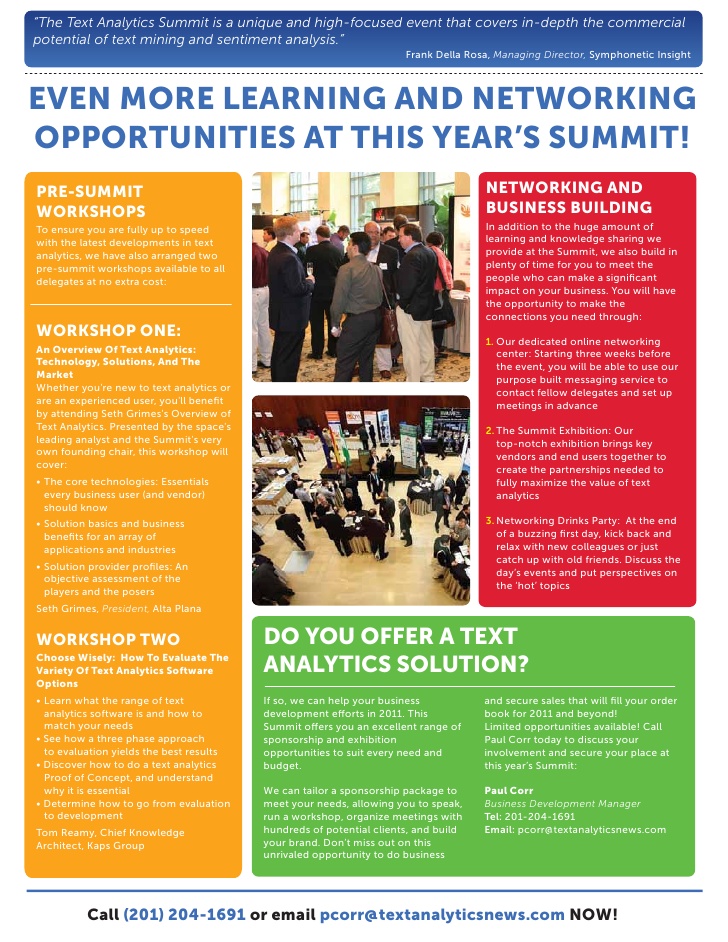 “The Text Analytics Summit is a unique and high-focused event that covers in-depth the commercial
potential of text mining and sentiment analysis.”
Frank Della Rosa, Managing Director, Symphonetic Insight
EVEN MORE LEARNING AND NETWORKING
OPPORTUNITIES AT THIS YEAR’S SUMMIT!
PRE-SUMMIT
WORKSHOPS
To ensure you are fully up to speed
with the latest developments in text
analytics, we have also arranged two
pre-summit workshops available to all
delegates at no extra cost:
WORKSHOP ONE:
An Overview Of Text Analytics:
Technology, Solutions, And The
Market
Whether you’re new to text analytics or
are an experienced user, you’ll benefit
by attending Seth Grimes’s Overview of
Text Analytics. Presented by the space’s
leading analyst and the Summit’s very
own founding chair, this workshop will
cover:
• The core technologies: Essentials
every business user (and vendor)
should know
• Solution basics and business
benefits for an array of
applications and industries
• Solution provider profiles: An
objective assessment of the
players and the posers
Seth Grimes, President, Alta Plana
WORKSHOP TWO
Choose Wisely: How To Evaluate The
Variety Of Text Analytics Software
Options
• Learn what the range of text
analytics software is and how to
match your needs
• See how a three phase approach
to evaluation yields the best results
• Discover how to do a text analytics
Proof of Concept, and understand
why it is essential
• Determine how to go from evaluation
to development
Tom Reamy, Chief Knowledge
Architect, Kaps Group
NETWORKING AND
BUSINESS BUILDING
In addition to the huge amount of
learning and knowledge sharing we
provide at the Summit, we also build in
plenty of time for you to meet the
people who can make a significant
impact on your business. You will have
the opportunity to make the
connections you need through:
1. Our dedicated online networking
center: Starting three weeks before
the event, you will be able to use our
purpose built messaging service to
contact fellow delegates and set up
meetings in advance
2. The Summit Exhibition: Our
top-notch exhibition brings key
vendors and end users together to
create the partnerships needed to
fully maximize the value of text
analytics
3. Networking Drinks Party: At the end
of a buzzing first day, kick back and
relax with new colleagues or just
catch up with old friends. Discuss the
day’s events and put perspectives on
the ‘hot’ topics
DO YOU OFFER A TEXT
ANALYTICS SOLUTION?
If so, we can help your business
development efforts in 2011. This
Summit offers you an excellent range of
sponsorship and exhibition
opportunities to suit every need and
budget.
We can tailor a sponsorship package to
meet your needs, allowing you to speak,
run a workshop, organize meetings with
hundreds of potential clients, and build
your brand. Don’t miss out on this
unrivaled opportunity to do business
and secure sales that will fill your order
book for 2011 and beyond!
Limited opportunities available! Call
Paul Corr today to discuss your
involvement and secure your place at
this year’s Summit:
Paul Corr
Business Development Manager
Tel: 201-204-1691
Email: pcorr@textanalyticsnews.com
Call (201) 204-1691 or email pcorr@textanalyticsnews.com NOW!